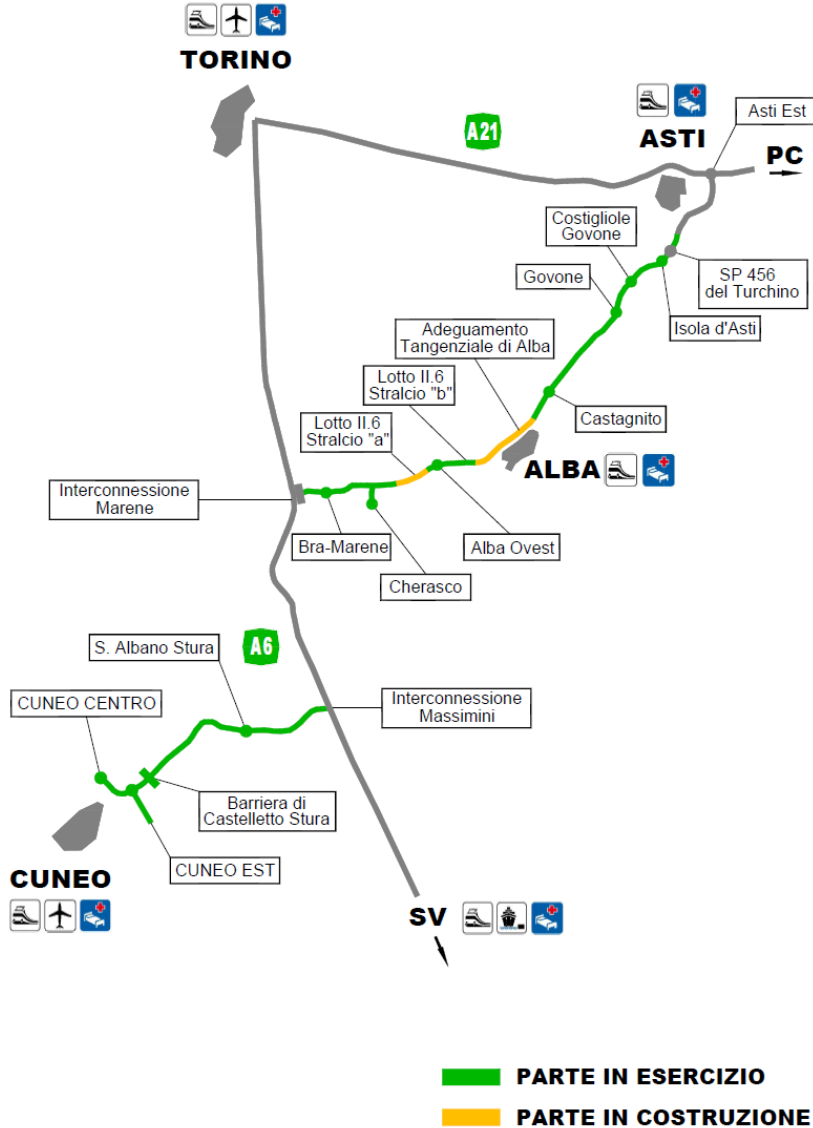 TORINO
A21
ASTI
Asti Est
PC
Costigliole
Govone
Govone
SP 456
del Turchino
Isola d'Asti
Adeguamento
Tangenziale di Alba
Lotto II.6
Stralcio "b"
Castagnito
Lotto II.6
Stralcio "a"
ALBA
Interconnessione
Marene
Bra-Marene
Alba Ovest
Cherasco
A6
S. Albano Stura
CUNEO CENTRO
Interconnessione
Massimini
Barriera di
Castelletto Stura
CUNEO EST
CUNEO
SV
PARTE IN ESERCIZIO
PARTE IN COSTRUZIONE